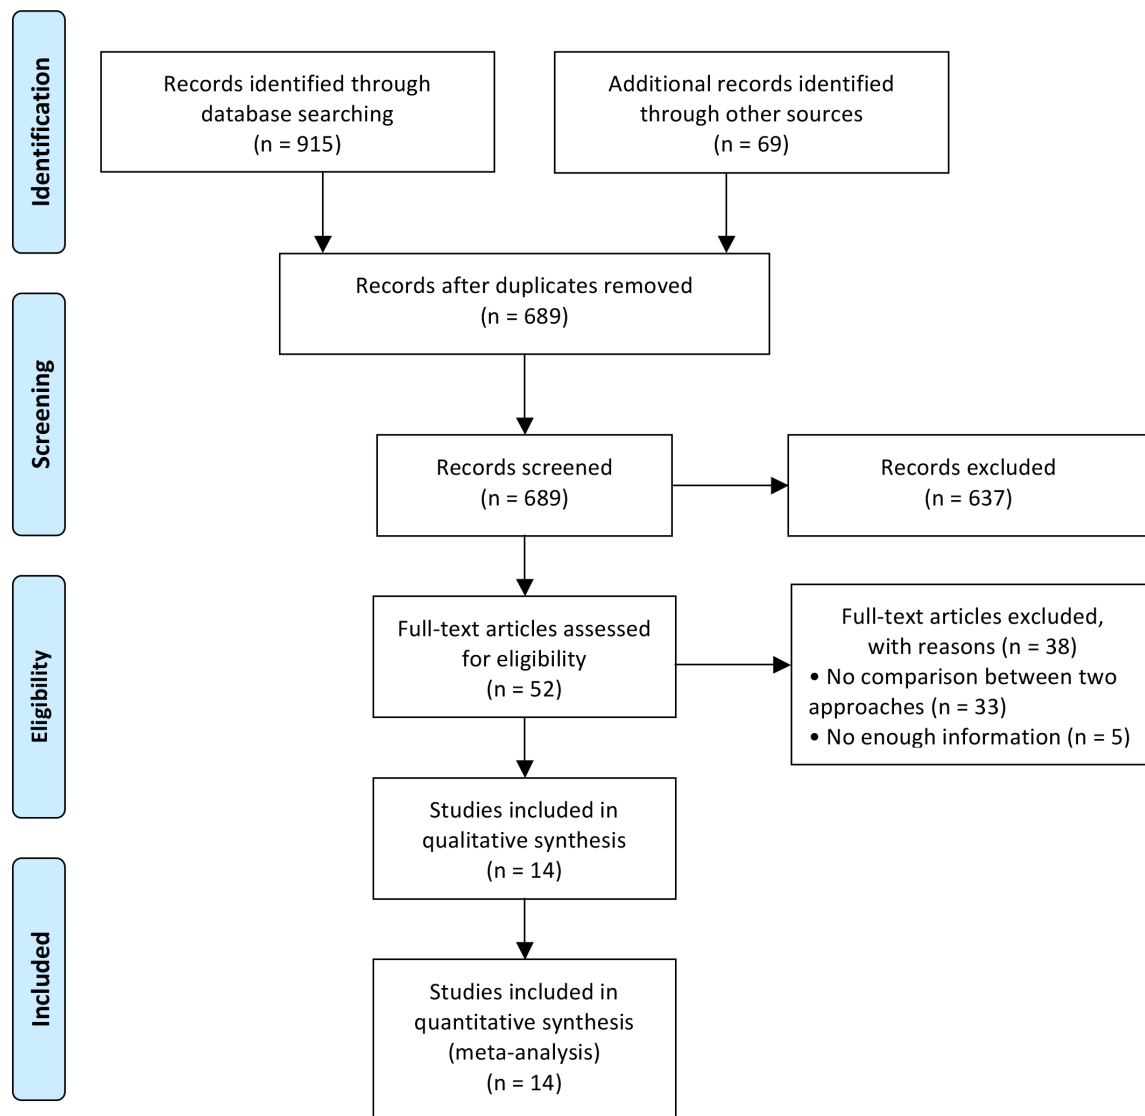 Identification
Records identified through
database searching
(n = 915)
Additional records identified
through other sources
(n = 69)
Records after duplicates removed
(n = 689)
Screening
Records screened
(n = 689)
Records excluded
(n = 637)
Eligibility
Full-text articles assessed
for eligibility
(n = 52)
Full-text articles excluded,
with reasons (n = 38)
• No comparison between two
approaches (n = 33)
• No enough information (n = 5)
Studies included in
qualitative synthesis
(n = 14)
Included
Studies included in
quantitative synthesis
(meta-analysis)
(n = 14)